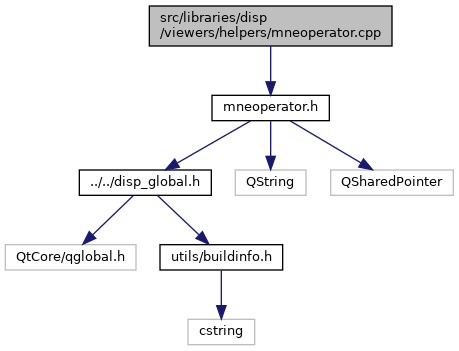 src/libraries/disp
/viewers/helpers/mneoperator.cpp
mneoperator.h
../../disp_global.h
QString
QSharedPointer
QtCore/qglobal.h
utils/buildinfo.h
cstring